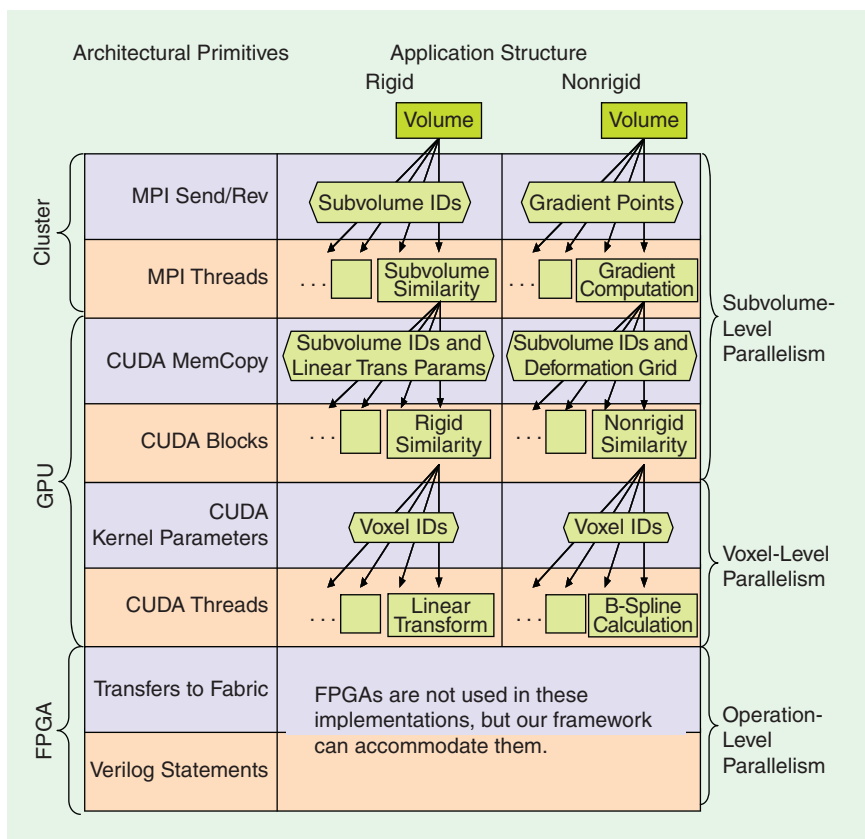 Architectural Primitives
Application Structure
Rigid
Nonrigid
Volume
Volume
Cluster
MPI Send/Rev
Subvolume IDs
Gradient Points
MPI Threads
. . .
Subvolume
Similarity
. . .
Gradient
Computation
Subvolume-
Level
Parallelism
GPU
CUDA MemCopy
Subvolume IDs and
Linear Trans Params
Subvolume IDs and
Deformation Grid
CUDA Blocks
. . .
Rigid
Similarity
. . .
Nonrigid
Similarity
CUDA
Kernel Parameters
Voxel IDs
Voxel IDs
Voxel-Level
Parallelism
CUDA Threads
. . .
Linear
Transform
. . .
B-Spline
Calculation
FPGA
Transfers to Fabric
FPGAs are not used in these
implementations, but our framework
can accommodate them.
Verilog Statements
Operation-
Level
Parallelism